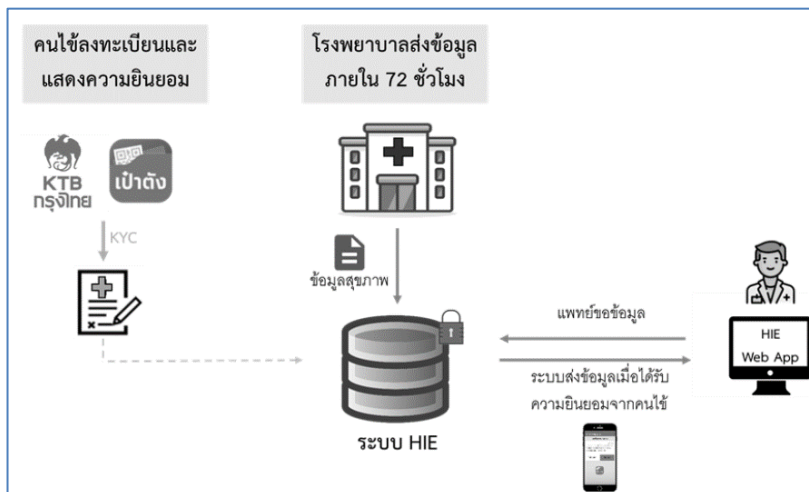 คนไข้ลงทะเบียนและ
แสดงความยินยอม
โรงพยาบาลส่งข้อมูล
ภายใน 72 ชั่วโมง
KTB
กรุงไทย
เป๋าตัง
KYC
ข้อมูลสุขภาพ
ระบบ HIE
แพทย์ขอข้อมูล
ระบบส่งข้อมูลเมื่อได้รับ
ความยินยอมจากคนไข้
HIE
Web App